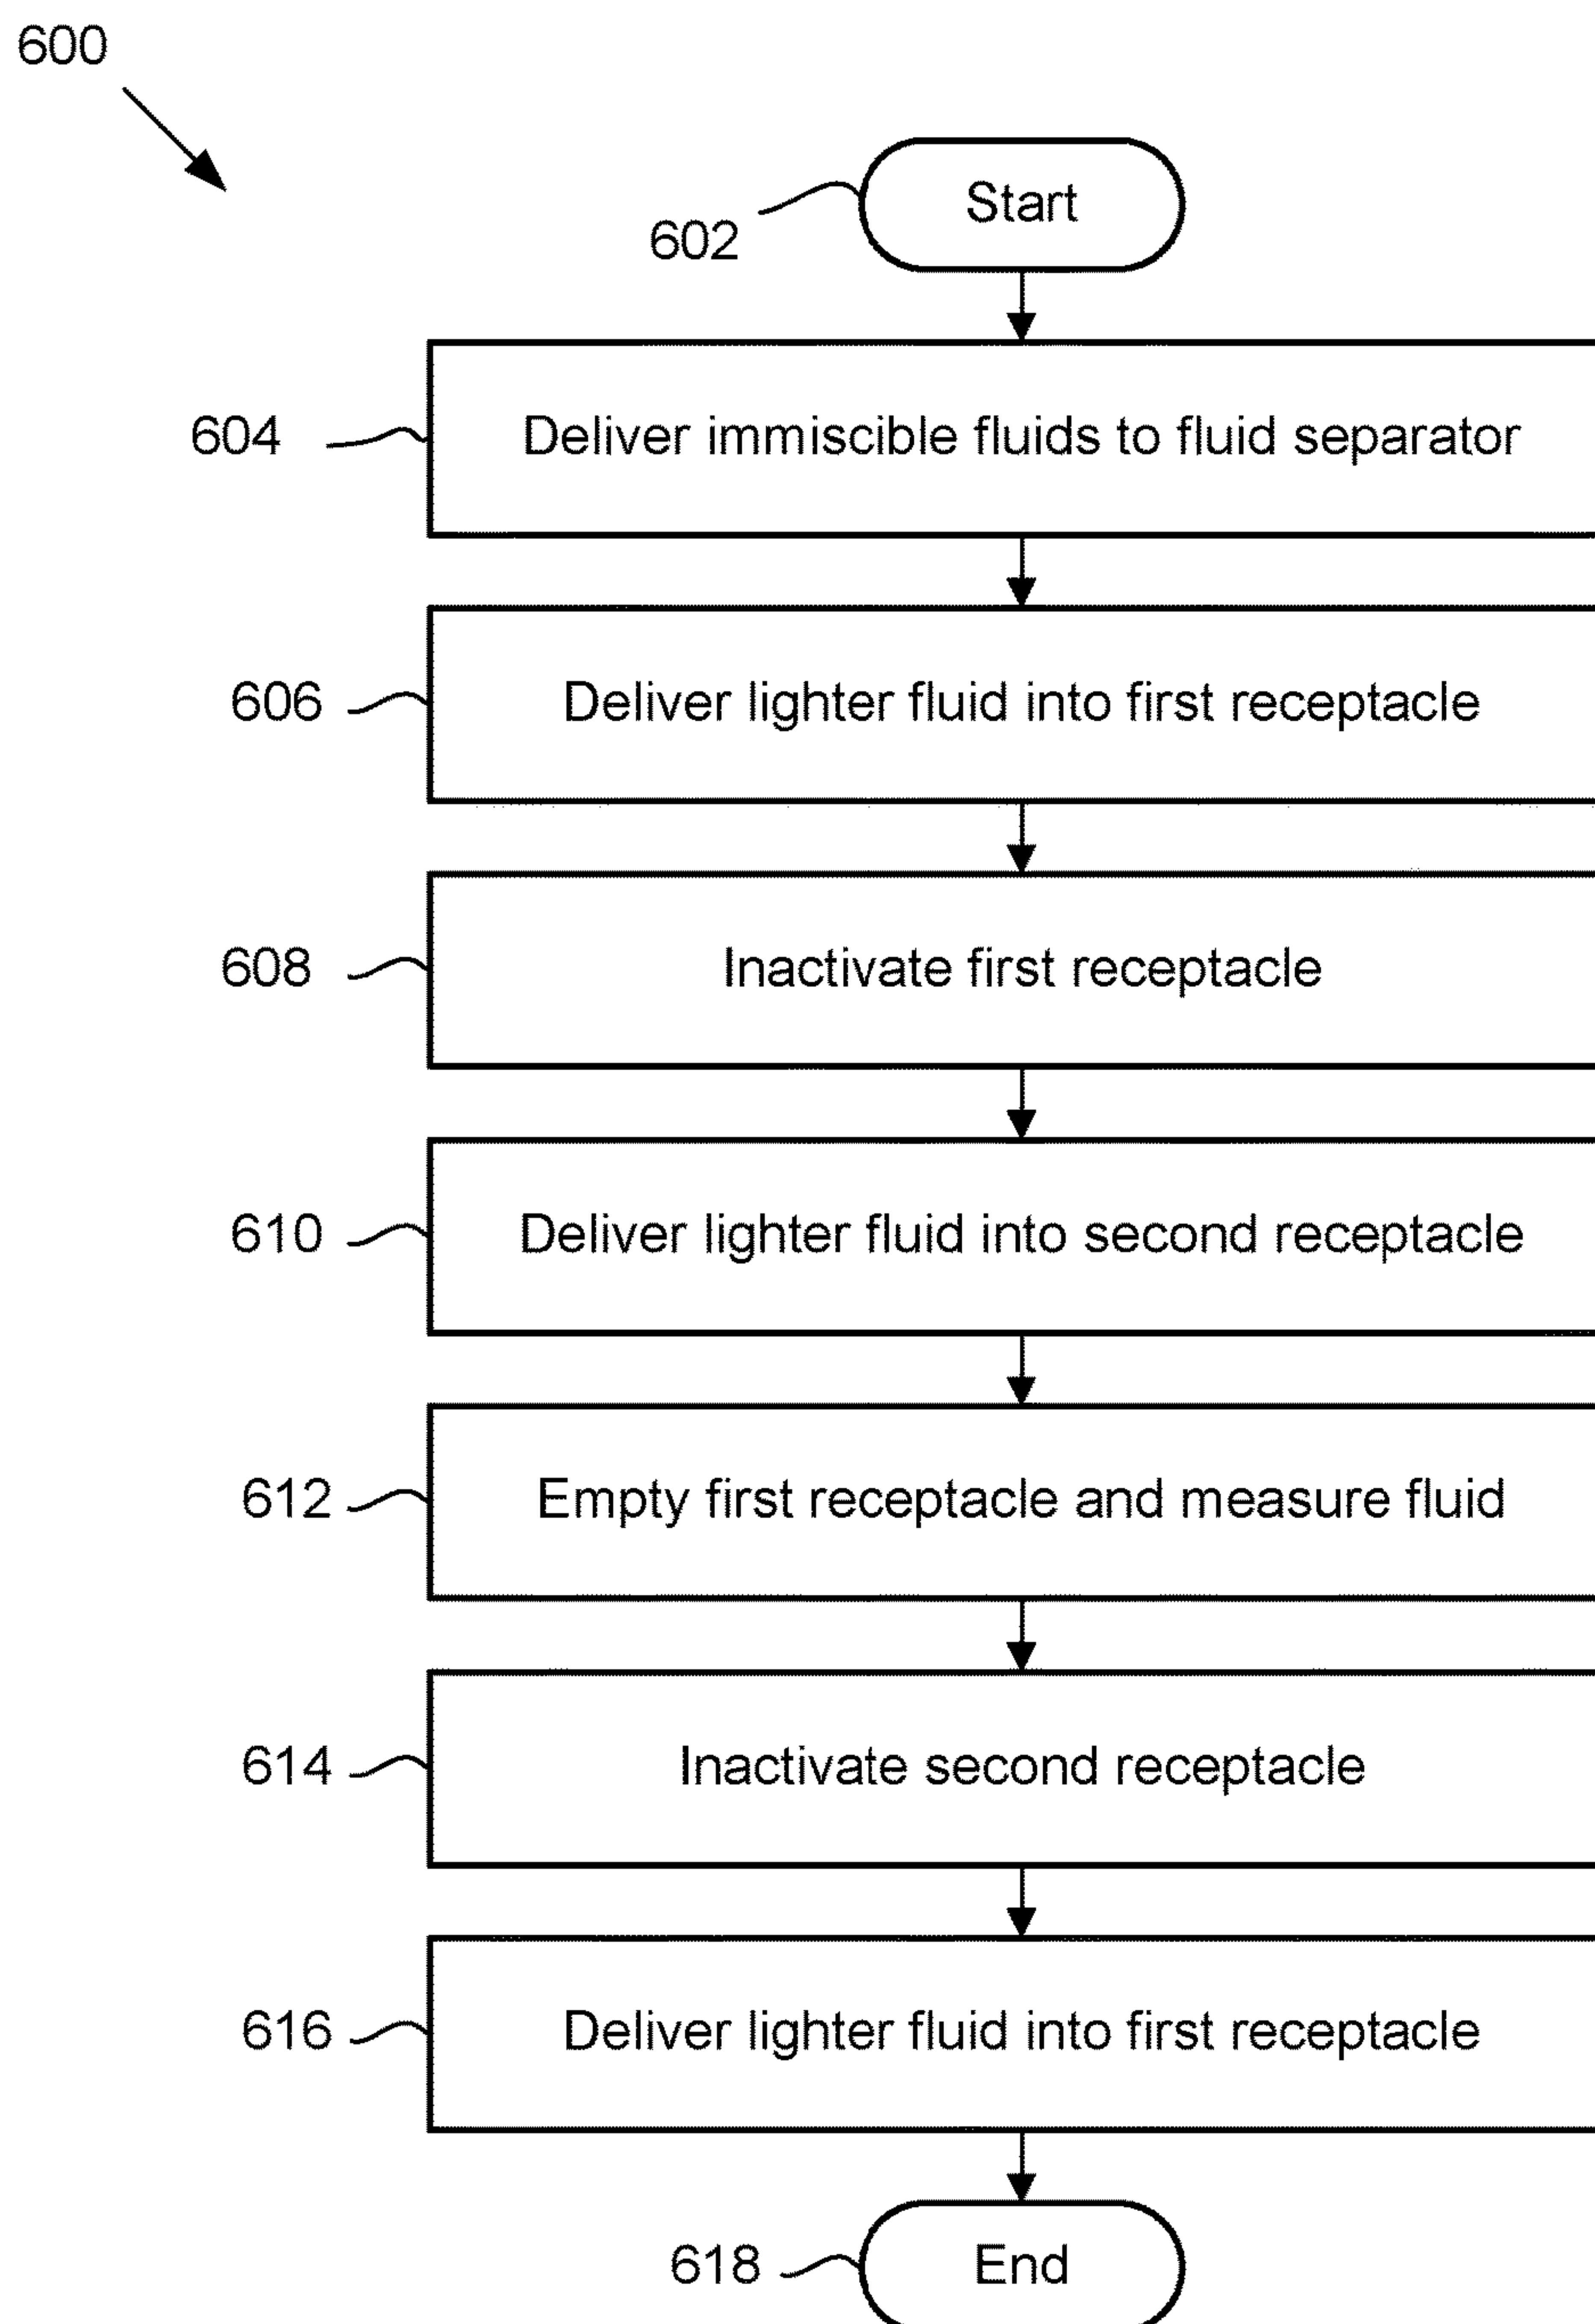 600
602 Start
604 Deliver immiscible fluids to fluid separator
606 Deliver lighter fluid into first receptacle
608 Inactivate first receptacle
610 Deliver lighter fluid into second receptacle
612 Empty first receptacle and measure fluid
614 Inactivate second receptacle
616 Deliver lighter fluid into first receptacle
618 End